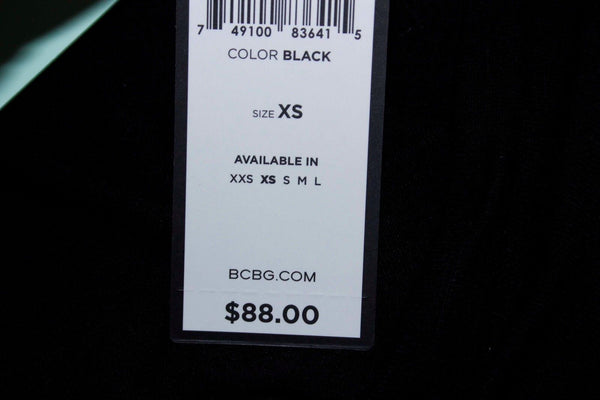 7 49100 83641 5
COLOR BLACK
SIZE XS
AVAILABLE IN
XXS XS S M L
BCBG.COM
$88.00